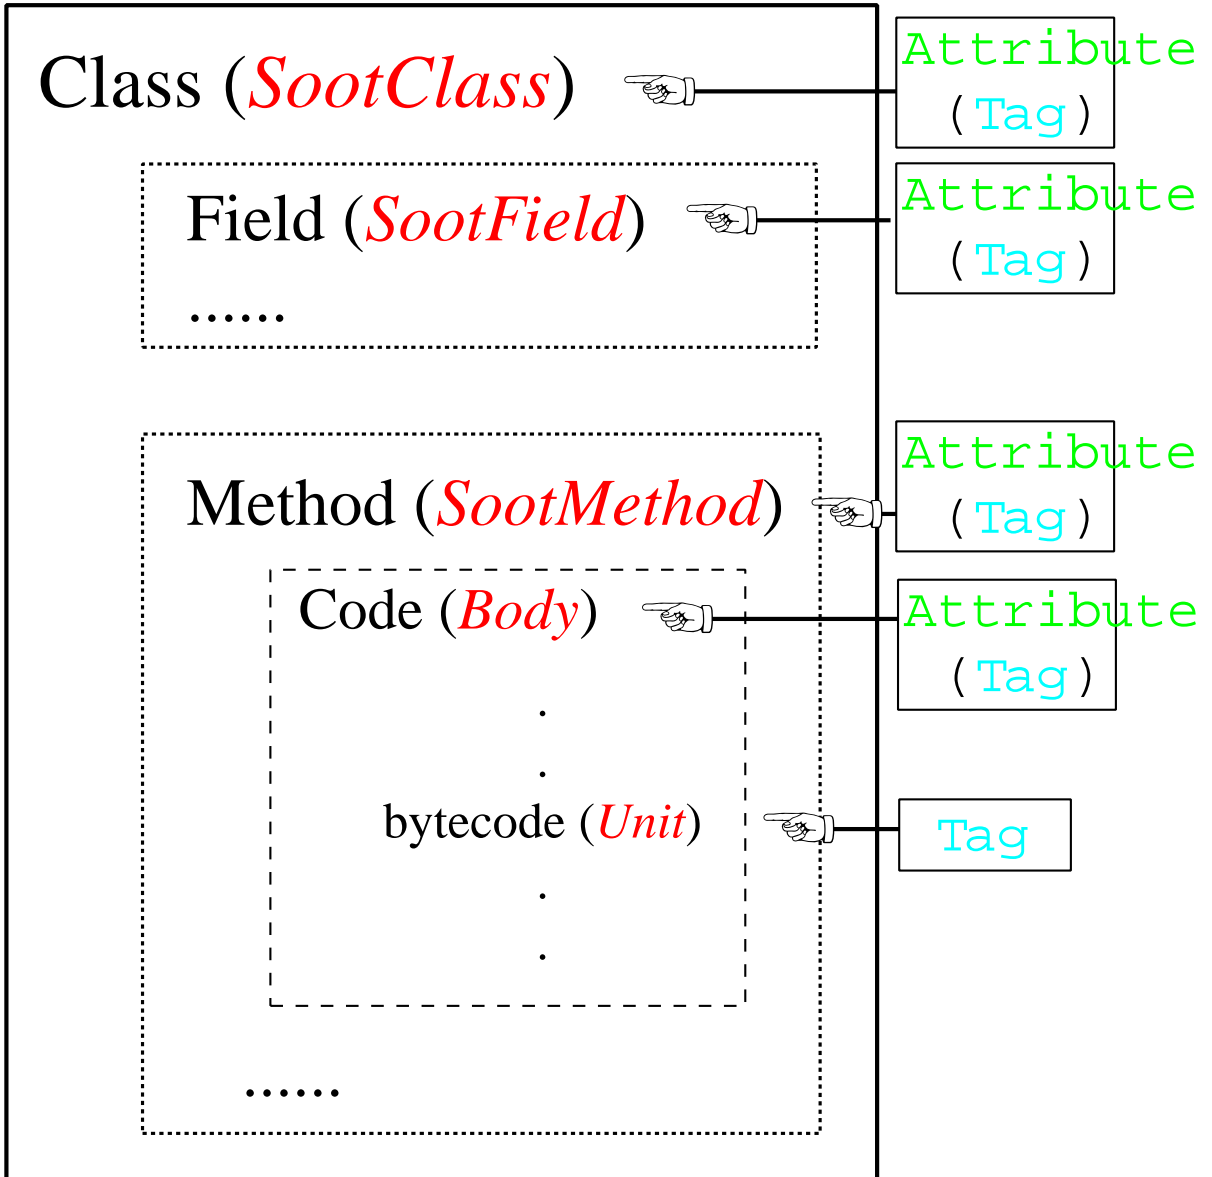 Class (SootClass)
Attribute
(Tag)
Field (SootField)
Attribute
(Tag)
......
Method (SootMethod)
Attribute
(Tag)
Code (Body)
Attribute
(Tag)
.
.
bytecode (Unit)
Tag
.
.
......